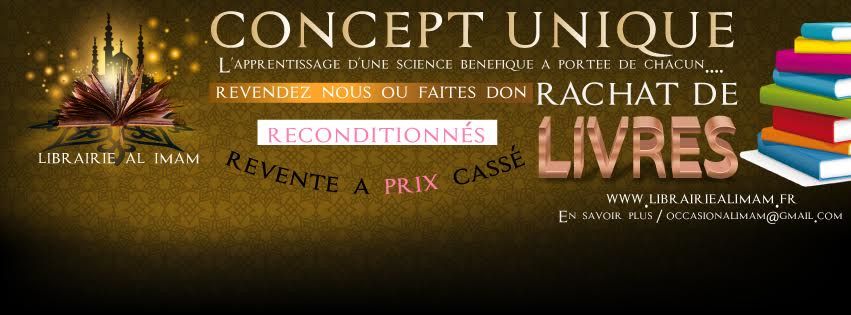 CONCEPT UNIQUE
L'APPRENTISSAGE D'UNE SCIENCE BENEFIQUE A PORTEE DE CHACUN....
REVENDEZ NOUS OU FAITES DON
RACHAT DE
LIVRES
RECONDITIONNÉS
REVENTE A PRIX CASSÉ
LIBRAIRIE AL IMAM
WWW.LIBRAIRIEALIMAM.FR
EN SAVOIR PLUS / OCCASIONALIMAM@GMAIL.COM